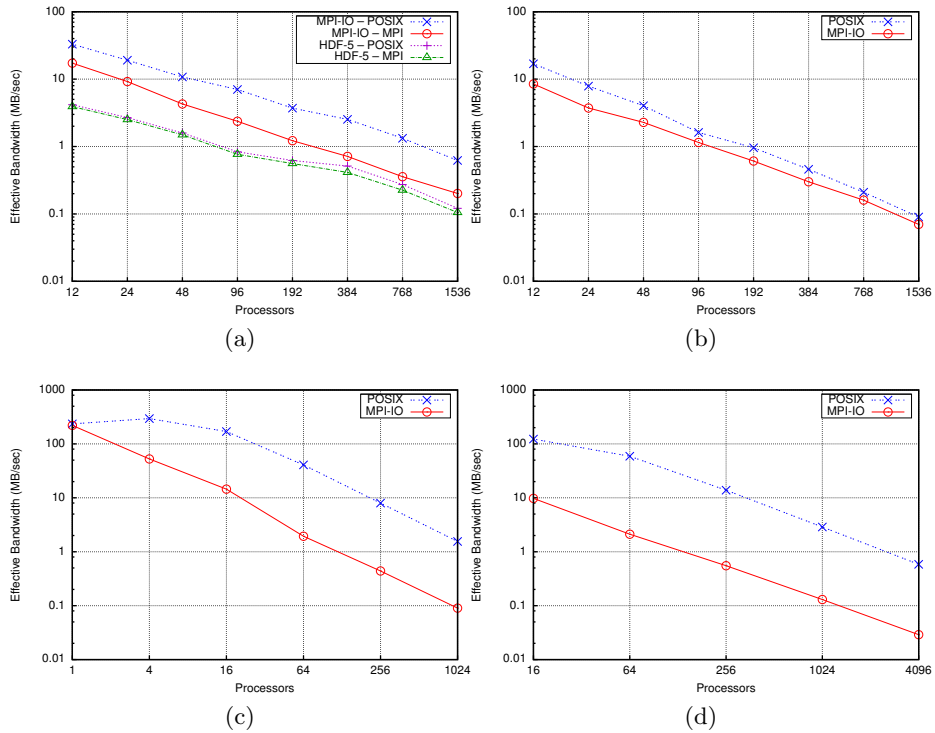 100
10
1
0.1
0.01
Effective Bandwidth (MB/sec)
MPI-IO – POSIX
MPI-IO – MPI
HDF-5 – POSIX
HDF-5 – MPI
12 24 48 96 192 384 768 1536
Processors
(a)
100
10
1
0.1
0.01
Effective Bandwidth (MB/sec)
POSIX
MPI-IO
12 24 48 96 192 384 768 1536
Processors
(b)
1000
100
10
1
0.1
0.01
Effective Bandwidth (MB/sec)
POSIX
MPI-IO
1 4 16 64 256 1024
Processors
(c)
1000
100
10
1
0.1
0.01
Effective Bandwidth (MB/sec)
POSIX
MPI-IO
16 64 256 1024 4096
Processors
(d)